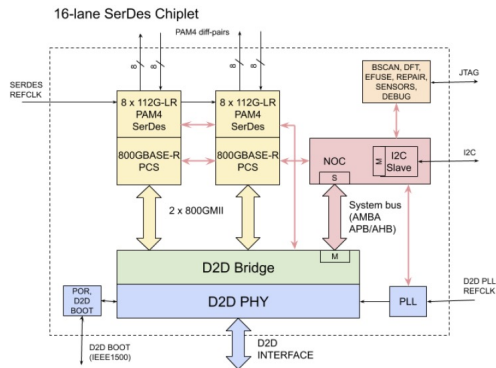 16-lane SerDes Chiplet
PAM4 diff-pairs
8
8
8
8
SERDES
REFCLK
8 x 112G-LR
PAM4
SerDes
8 x 112G-LR
PAM4
SerDes
BSCAN, DFT,
EFUSE, REPAIR,
SENSORS,
DEBUG
JTAG
800GBASE-R
PCS
800GBASE-R
PCS
NOC
M
I2C
Slave
I2C
S
2 x 800GMII
System bus
(AMBA
APB/AHB)
M
D2D Bridge
D2D PHY
POR,
D2D
BOOT
PLL
D2D PLL
REFCLK
D2D BOOT
(IEEE1500)
D2D
INTERFACE